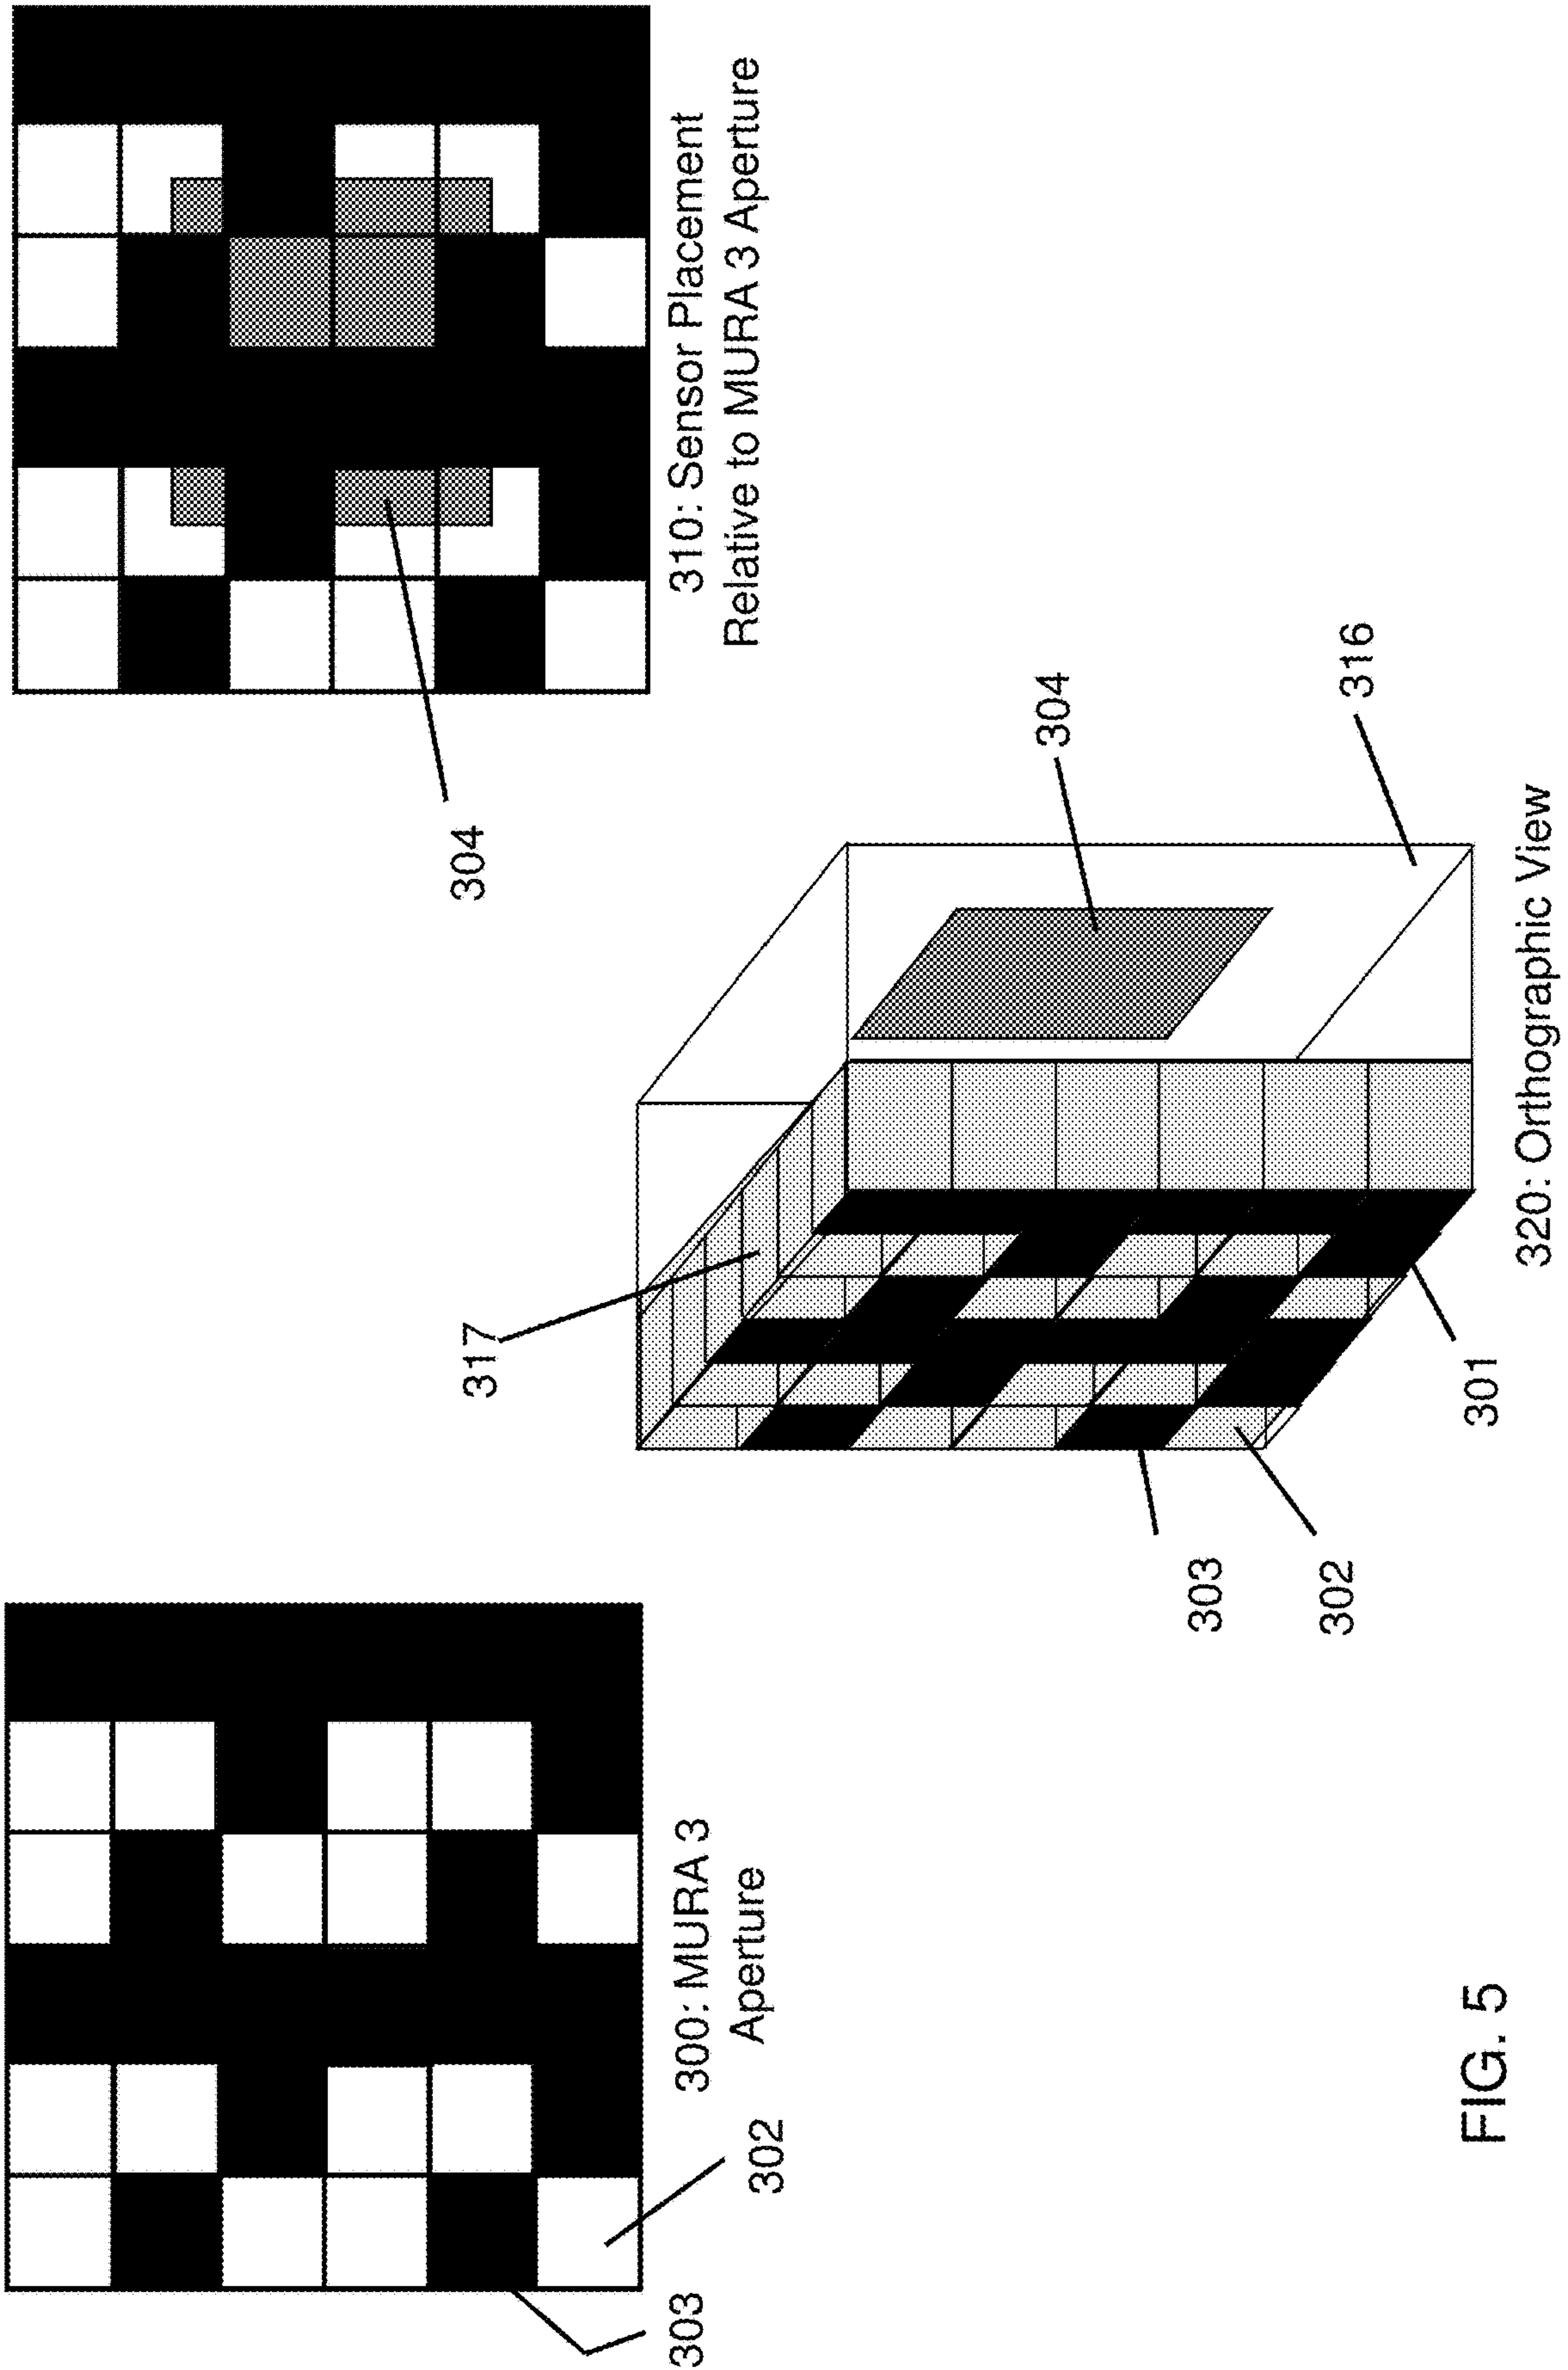 303
302
300: MURA 3
Aperture
317
303
302
301
304
316
320: Orthographic View
304
310: Sensor Placement
Relative to MURA 3 Aperture
FIG. 5